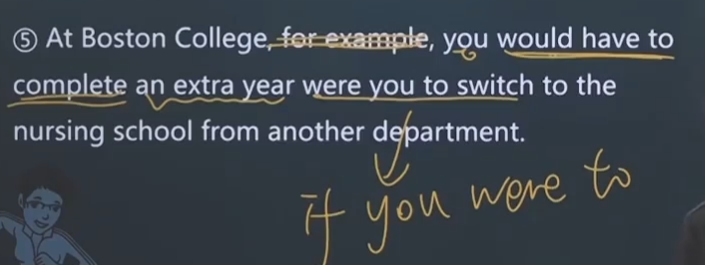 ⑤ At Boston College, for example, you would have to
complete an extra year were you to switch to the
nursing school from another department.
if you were to